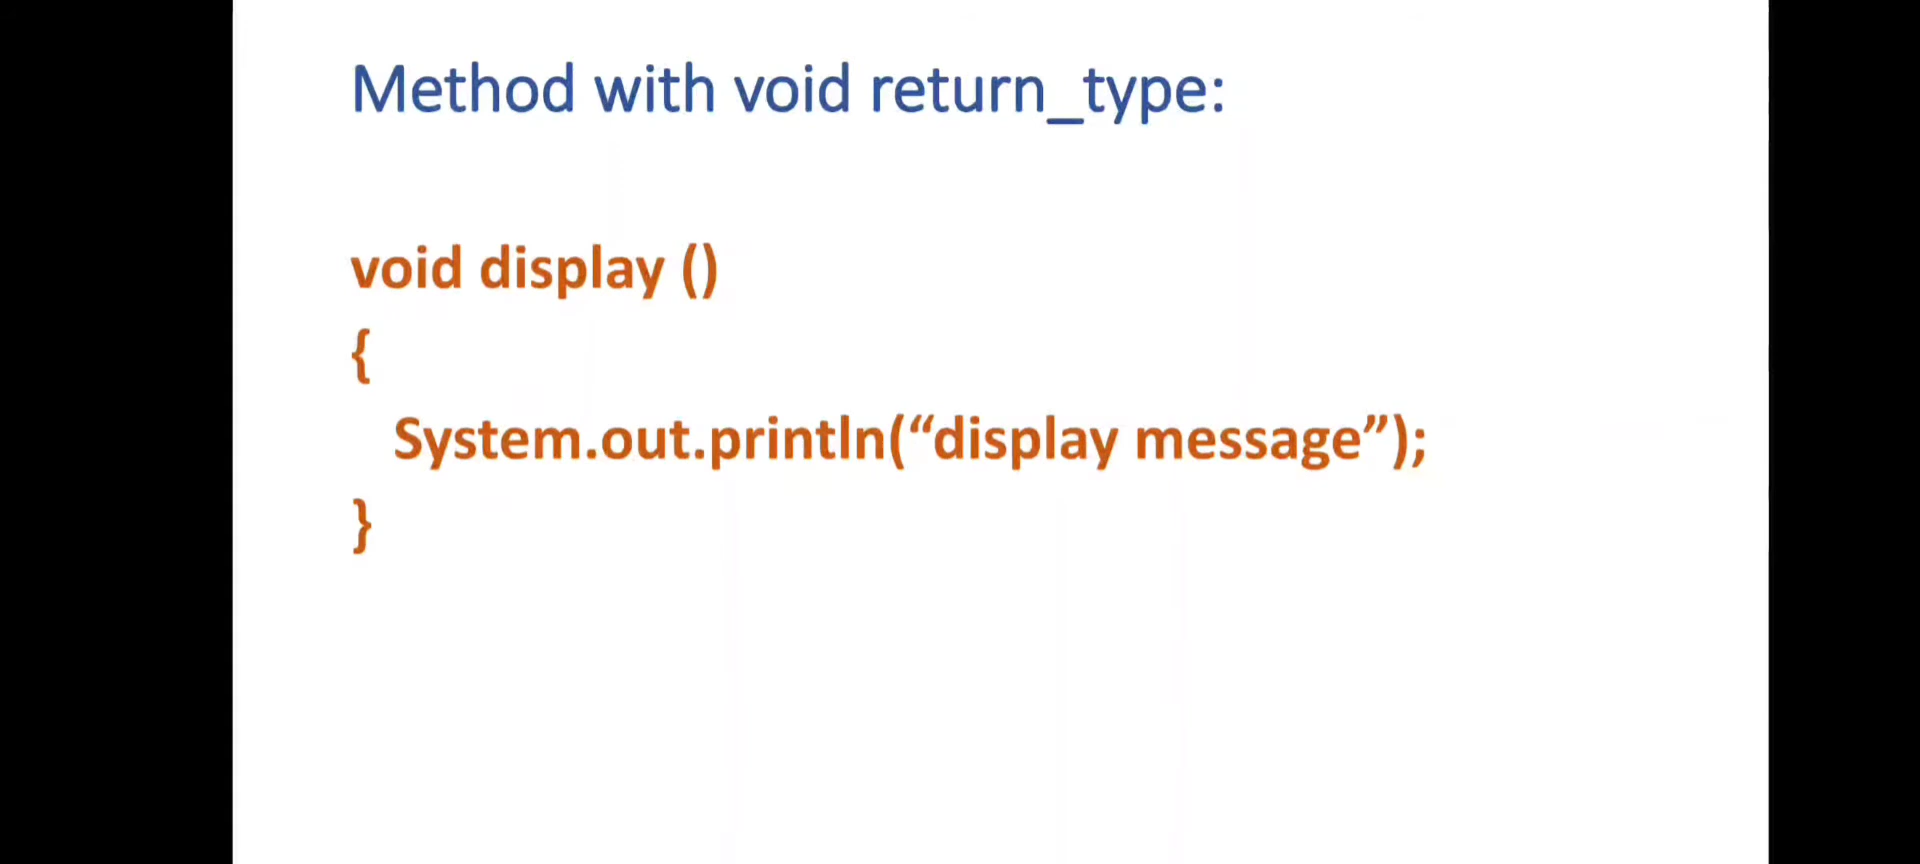 Method with void return_type:
void display ()
{
System.out.println(“display message”);
}